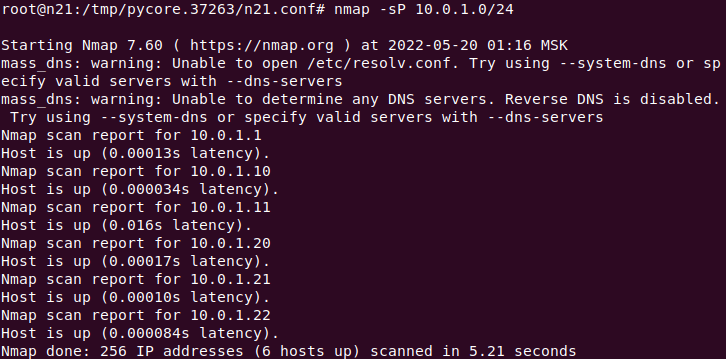 root@n21:/tmp/pycore.37263/n21.conf# nmap -sP 10.0.1.0/24

Starting Nmap 7.60 ( https://nmap.org ) at 2022-05-20 01:16 MSK
mass_dns: warning: Unable to open /etc/resolv.conf. Try using --system-dns or sp
ecify valid servers with --dns-servers
mass_dns: warning: Unable to determine any DNS servers. Reverse DNS is disabled.
 Try using --system-dns or specify valid servers with --dns-servers
Nmap scan report for 10.0.1.1
Host is up (0.00013s latency).
Nmap scan report for 10.0.1.10
Host is up (0.000034s latency).
Nmap scan report for 10.0.1.11
Host is up (0.016s latency).
Nmap scan report for 10.0.1.20
Host is up (0.00017s latency).
Nmap scan report for 10.0.1.21
Host is up (0.00010s latency).
Nmap scan report for 10.0.1.22
Host is up (0.000084s latency).
Nmap done: 256 IP addresses (6 hosts up) scanned in 5.21 seconds